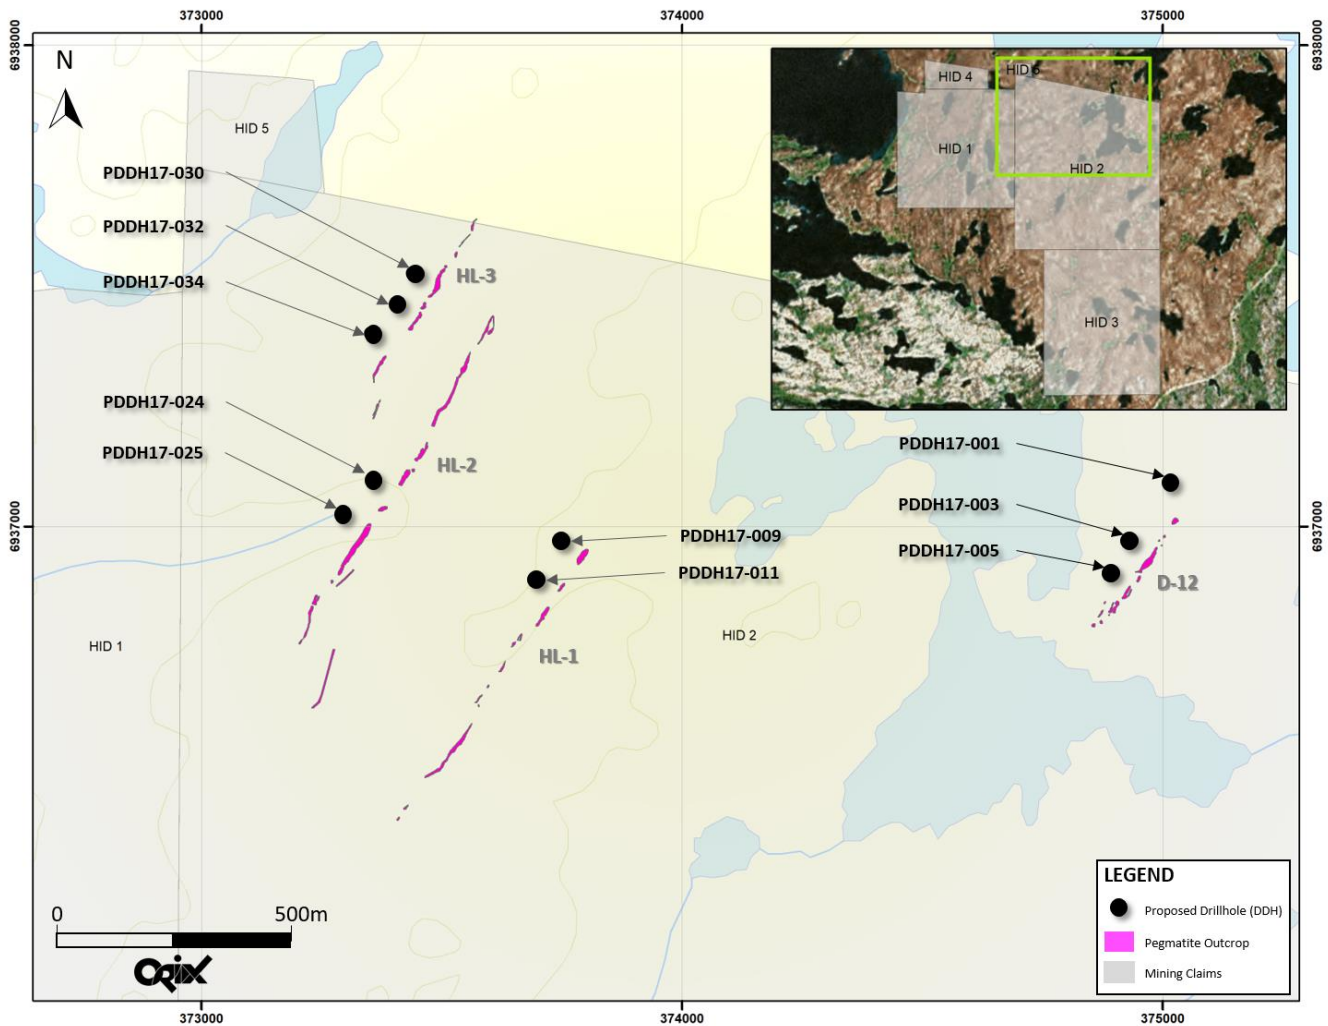 373000
374000
375000
6938000
6938000
N
HID 5
HID 4
HID 6
HID 1
HID 2
HID 3
PDDH17-030
PDDH17-032
PDDH17-034
HL-3
PDDH17-024
PDDH17-025
HL-2
PDDH17-001
PDDH17-003
PDDH17-005
D-12
6937000
6937000
PDDH17-009
PDDH17-011
HL-1
HID 1
HID 2
0 500m
Oqix
LEGEND
Proposed Drillhole (DDH)
Pegmatite Outcrop
Mining Claims
373000
374000
375000